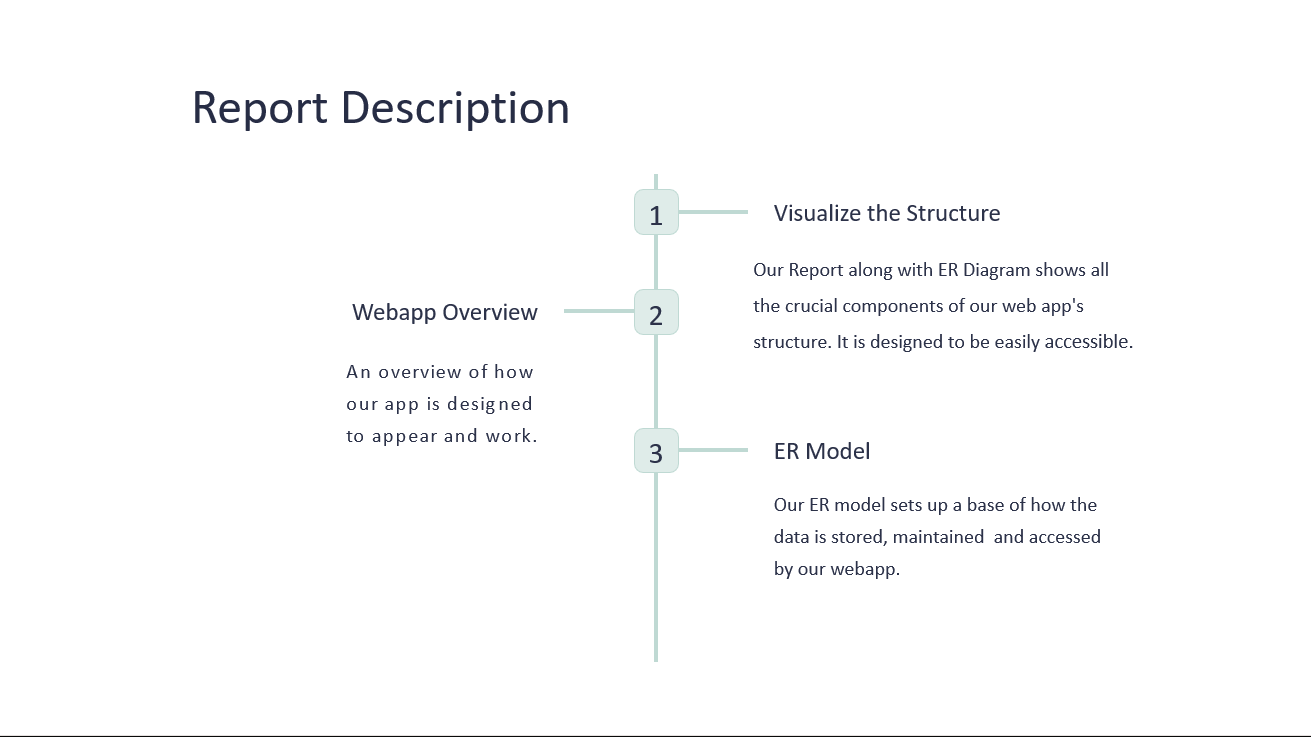 Report Description
1
Visualize the Structure
Our Report along with ER Diagram shows all
the crucial components of our web app's
structure. It is designed to be easily accessible.
2
Webapp Overview
An overview of how
our app is designed
to appear and work.
3
ER Model
Our ER model sets up a base of how the
data is stored, maintained  and accessed
by our webapp.